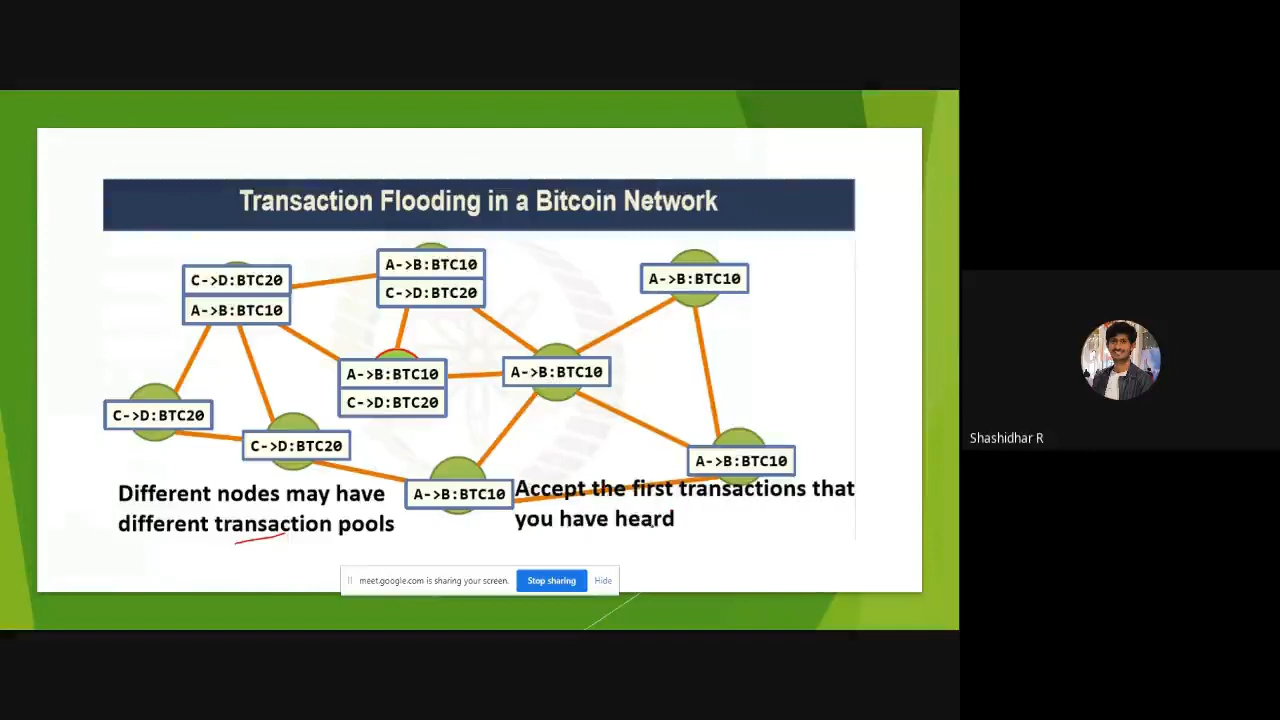 Transaction Flooding in a Bitcoin Network
C->D:BTC20
A->B:BTC10
A->B:BTC10
C->D:BTC20
A->B:BTC10
A->B:BTC10
C->D:BTC20
A->B:BTC10
C->D:BTC20
C->D:BTC20
A->B:BTC10
A->B:BTC10
Different nodes may have
different transaction pools
Accept the first transactions that
you have heard
meet.google.com is sharing your screen.
Stop sharing
Hide
Shashidhar R